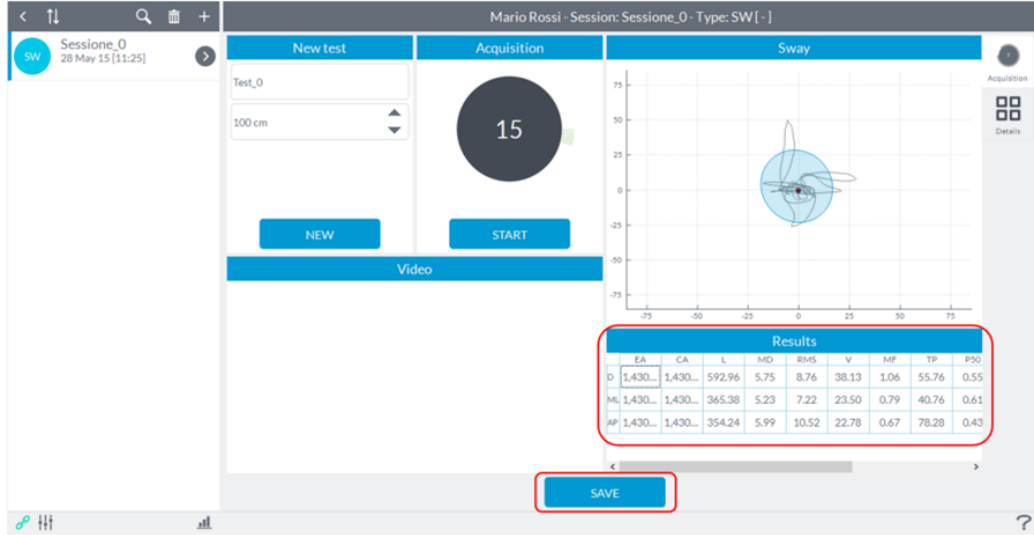 Mario Rossi - Session: Sessione_0 - Type: SW [ - ]
SW
Sessione_0
28 May 15 [11:25]
New test
Test_0
100 cm
NEW
Acquisition
15
START
Video
Sway
75
50
25
0
-25
-50
-75
-75 -50 -25 0 25 50 75
Results
EA CA L MD RMS V MF TP P50
D 1,430... 1,430... 592.96 5.75 8.76 38.13 1.06 55.76 0.55
ML 1,430... 1,430... 365.38 5.23 7.22 23.50 0.79 40.76 0.61
AP 1,430... 1,430... 354.24 5.99 10.52 22.78 0.67 78.28 0.43
SAVE
Acquisition
Details